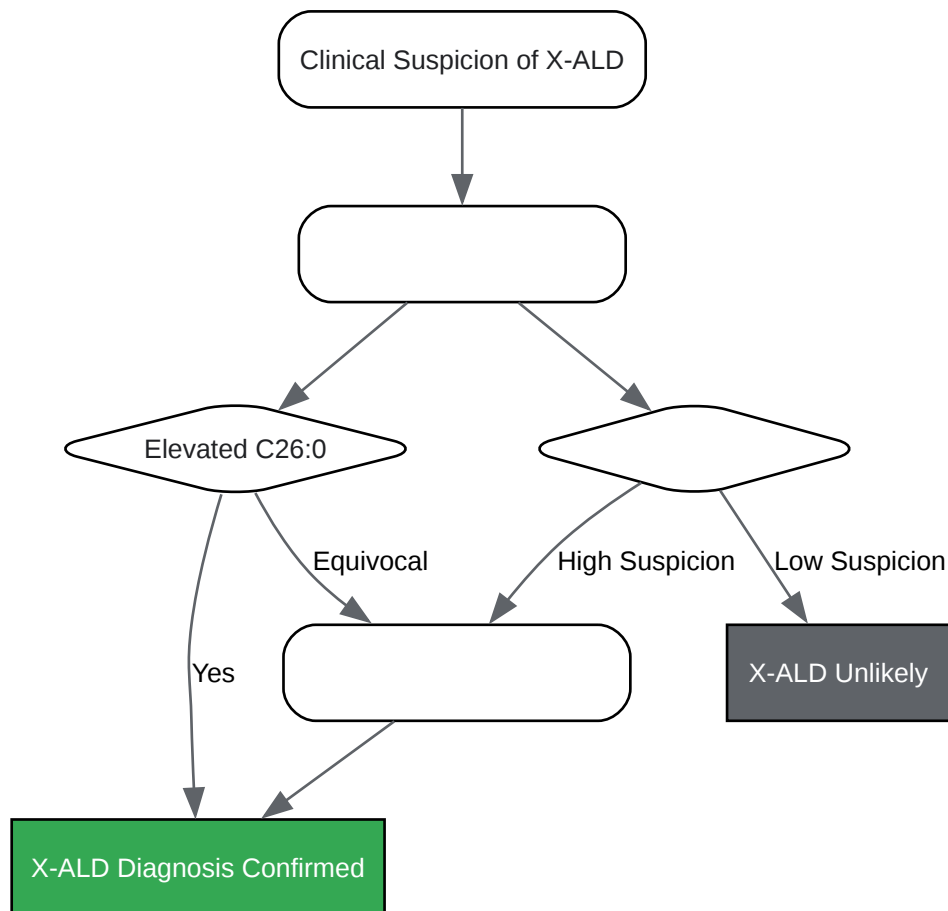 Clinical Suspicion of X-ALD
Elevated C26:0
Equivocal
High Suspicion
Low Suspicion
Yes
X-ALD Unlikely
X-ALD Diagnosis Confirmed